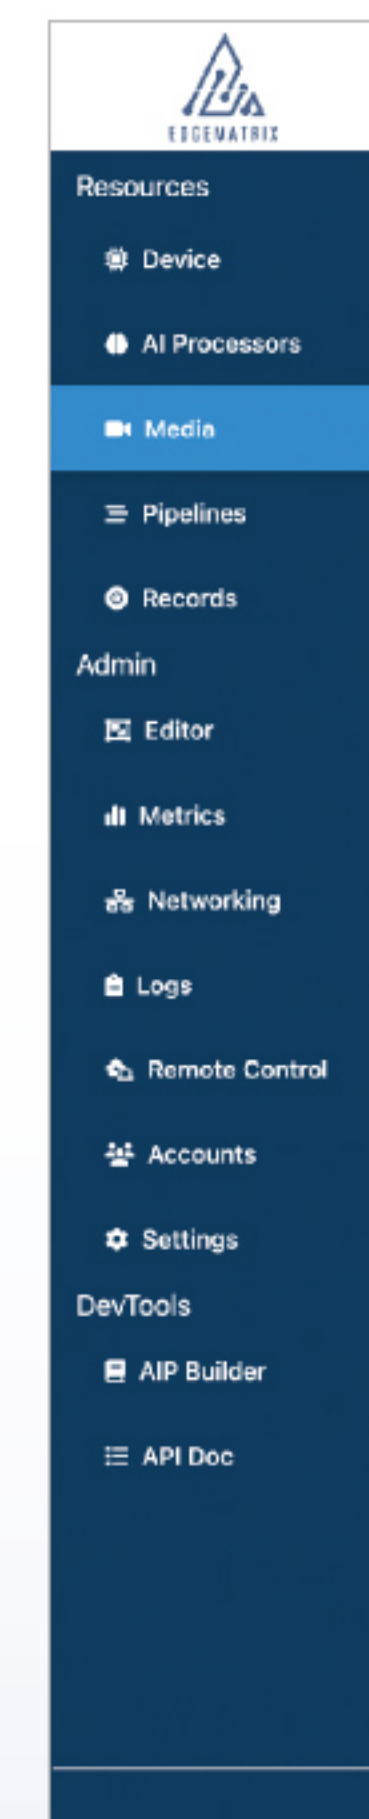 EDGEMATRIX
Resources
Device
AI Processors
Media
Pipelines
Records
Admin
Editor
Metrics
Networking
Logs
Remote Control
Accounts
Settings
DevTools
AIP Builder
API Doc